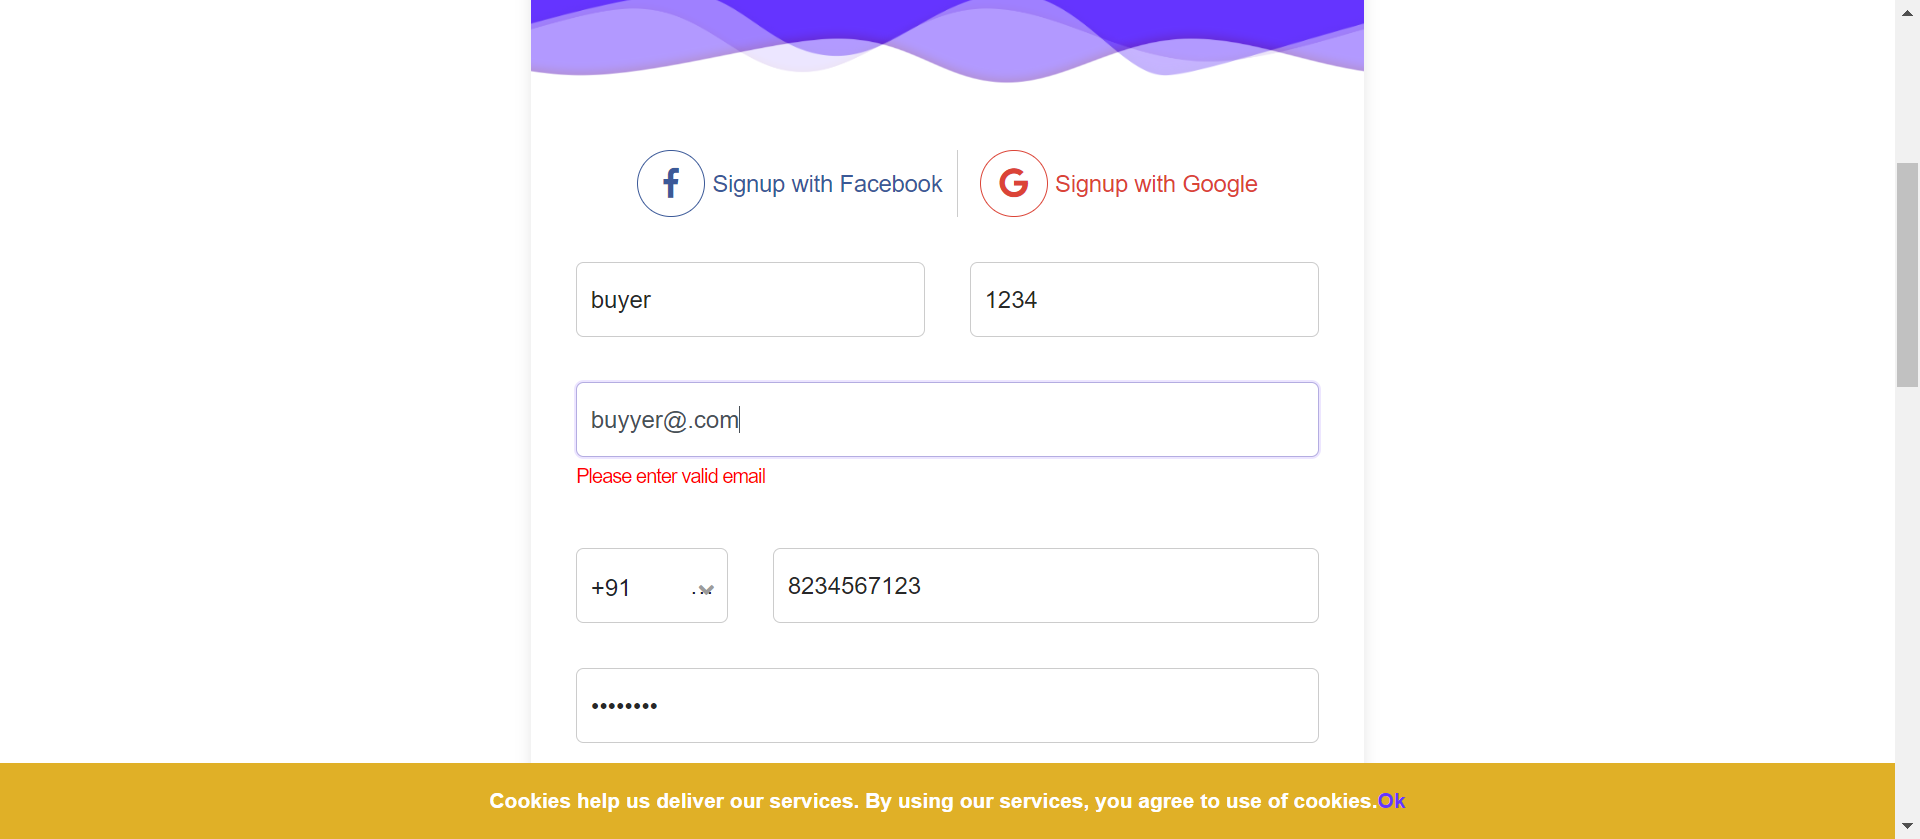 Signup with Facebook
Signup with Google
buyer
1234
buyyer@.com
Please enter valid email
+91 ...
8234567123
••••••••
Cookies help us deliver our services. By using our services, you agree to use of cookies.Ok